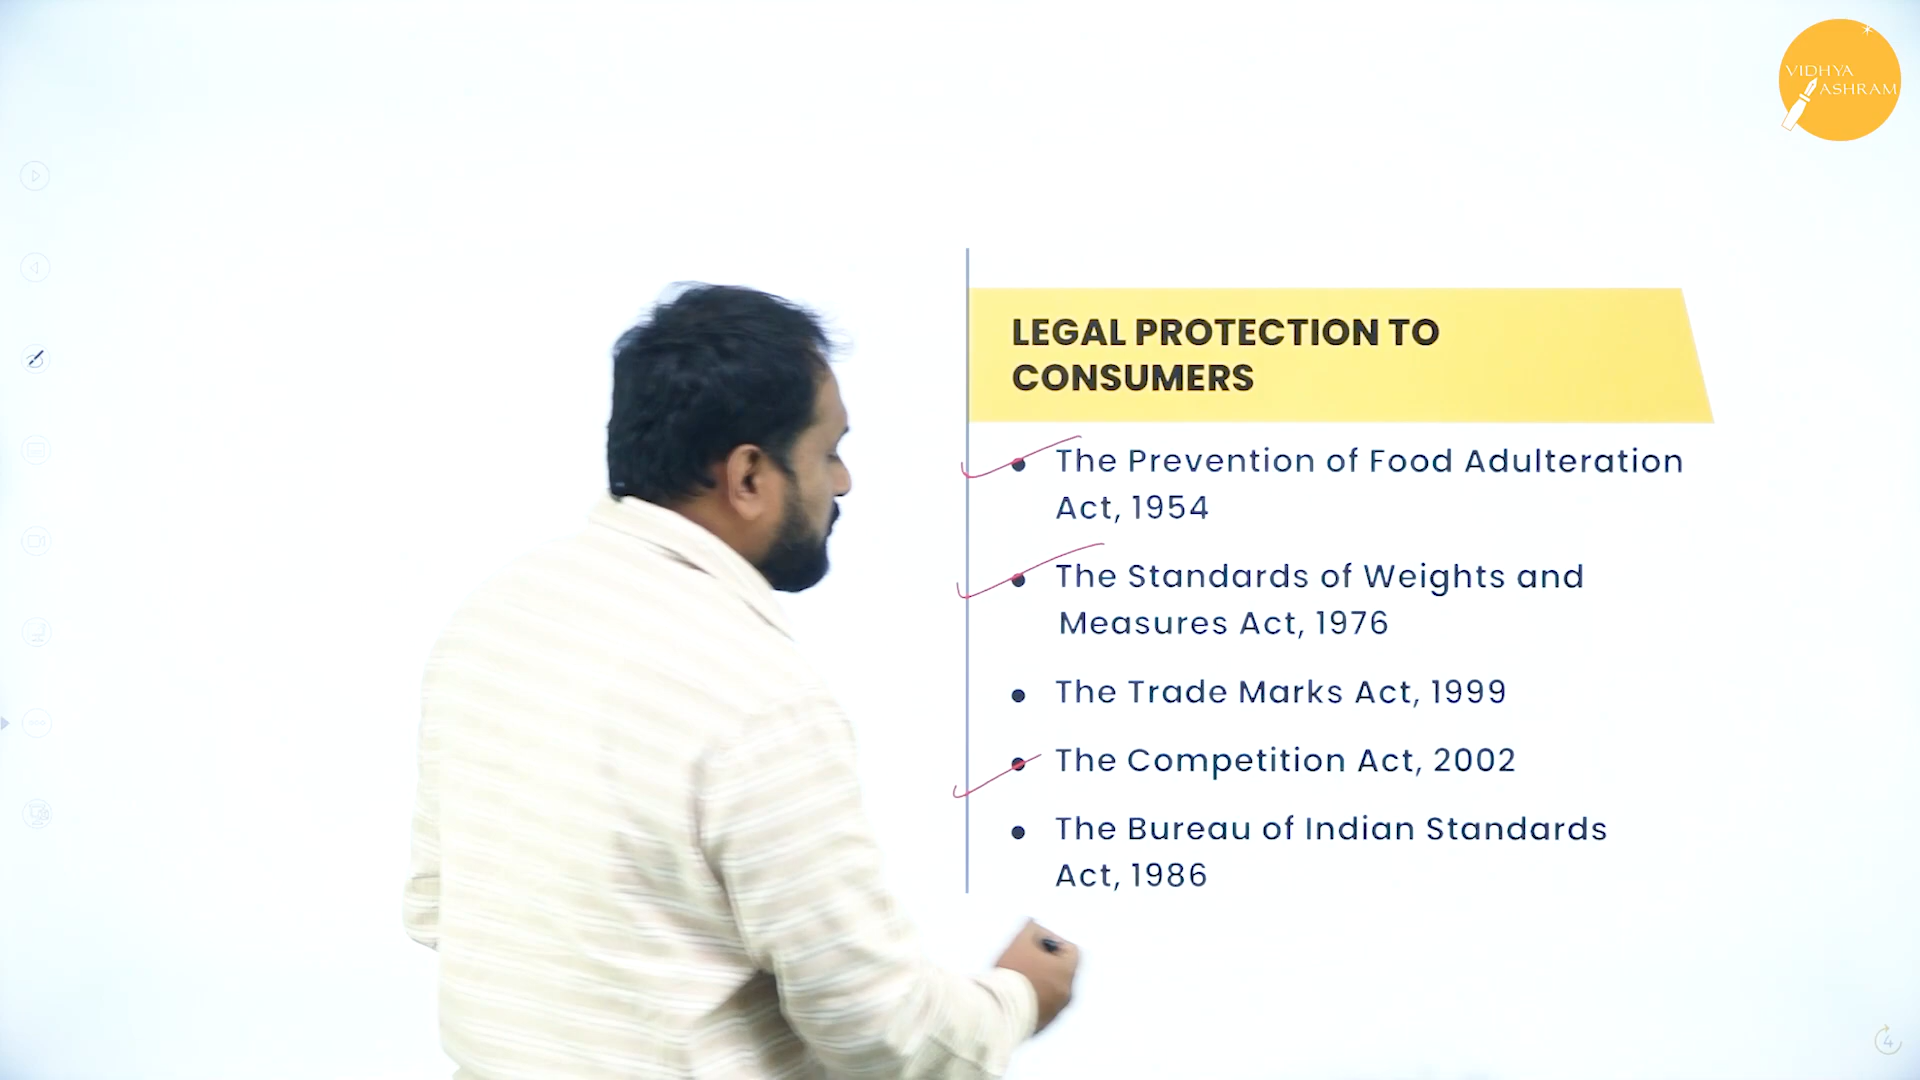 VIDHYA
ASHRAM
LEGAL PROTECTION TO
CONSUMERS
• The Prevention of Food Adulteration
Act, 1954
• The Standards of Weights and
Measures Act, 1976
• The Trade Marks Act, 1999
• The Competition Act, 2002
• The Bureau of Indian Standards
Act, 1986
4